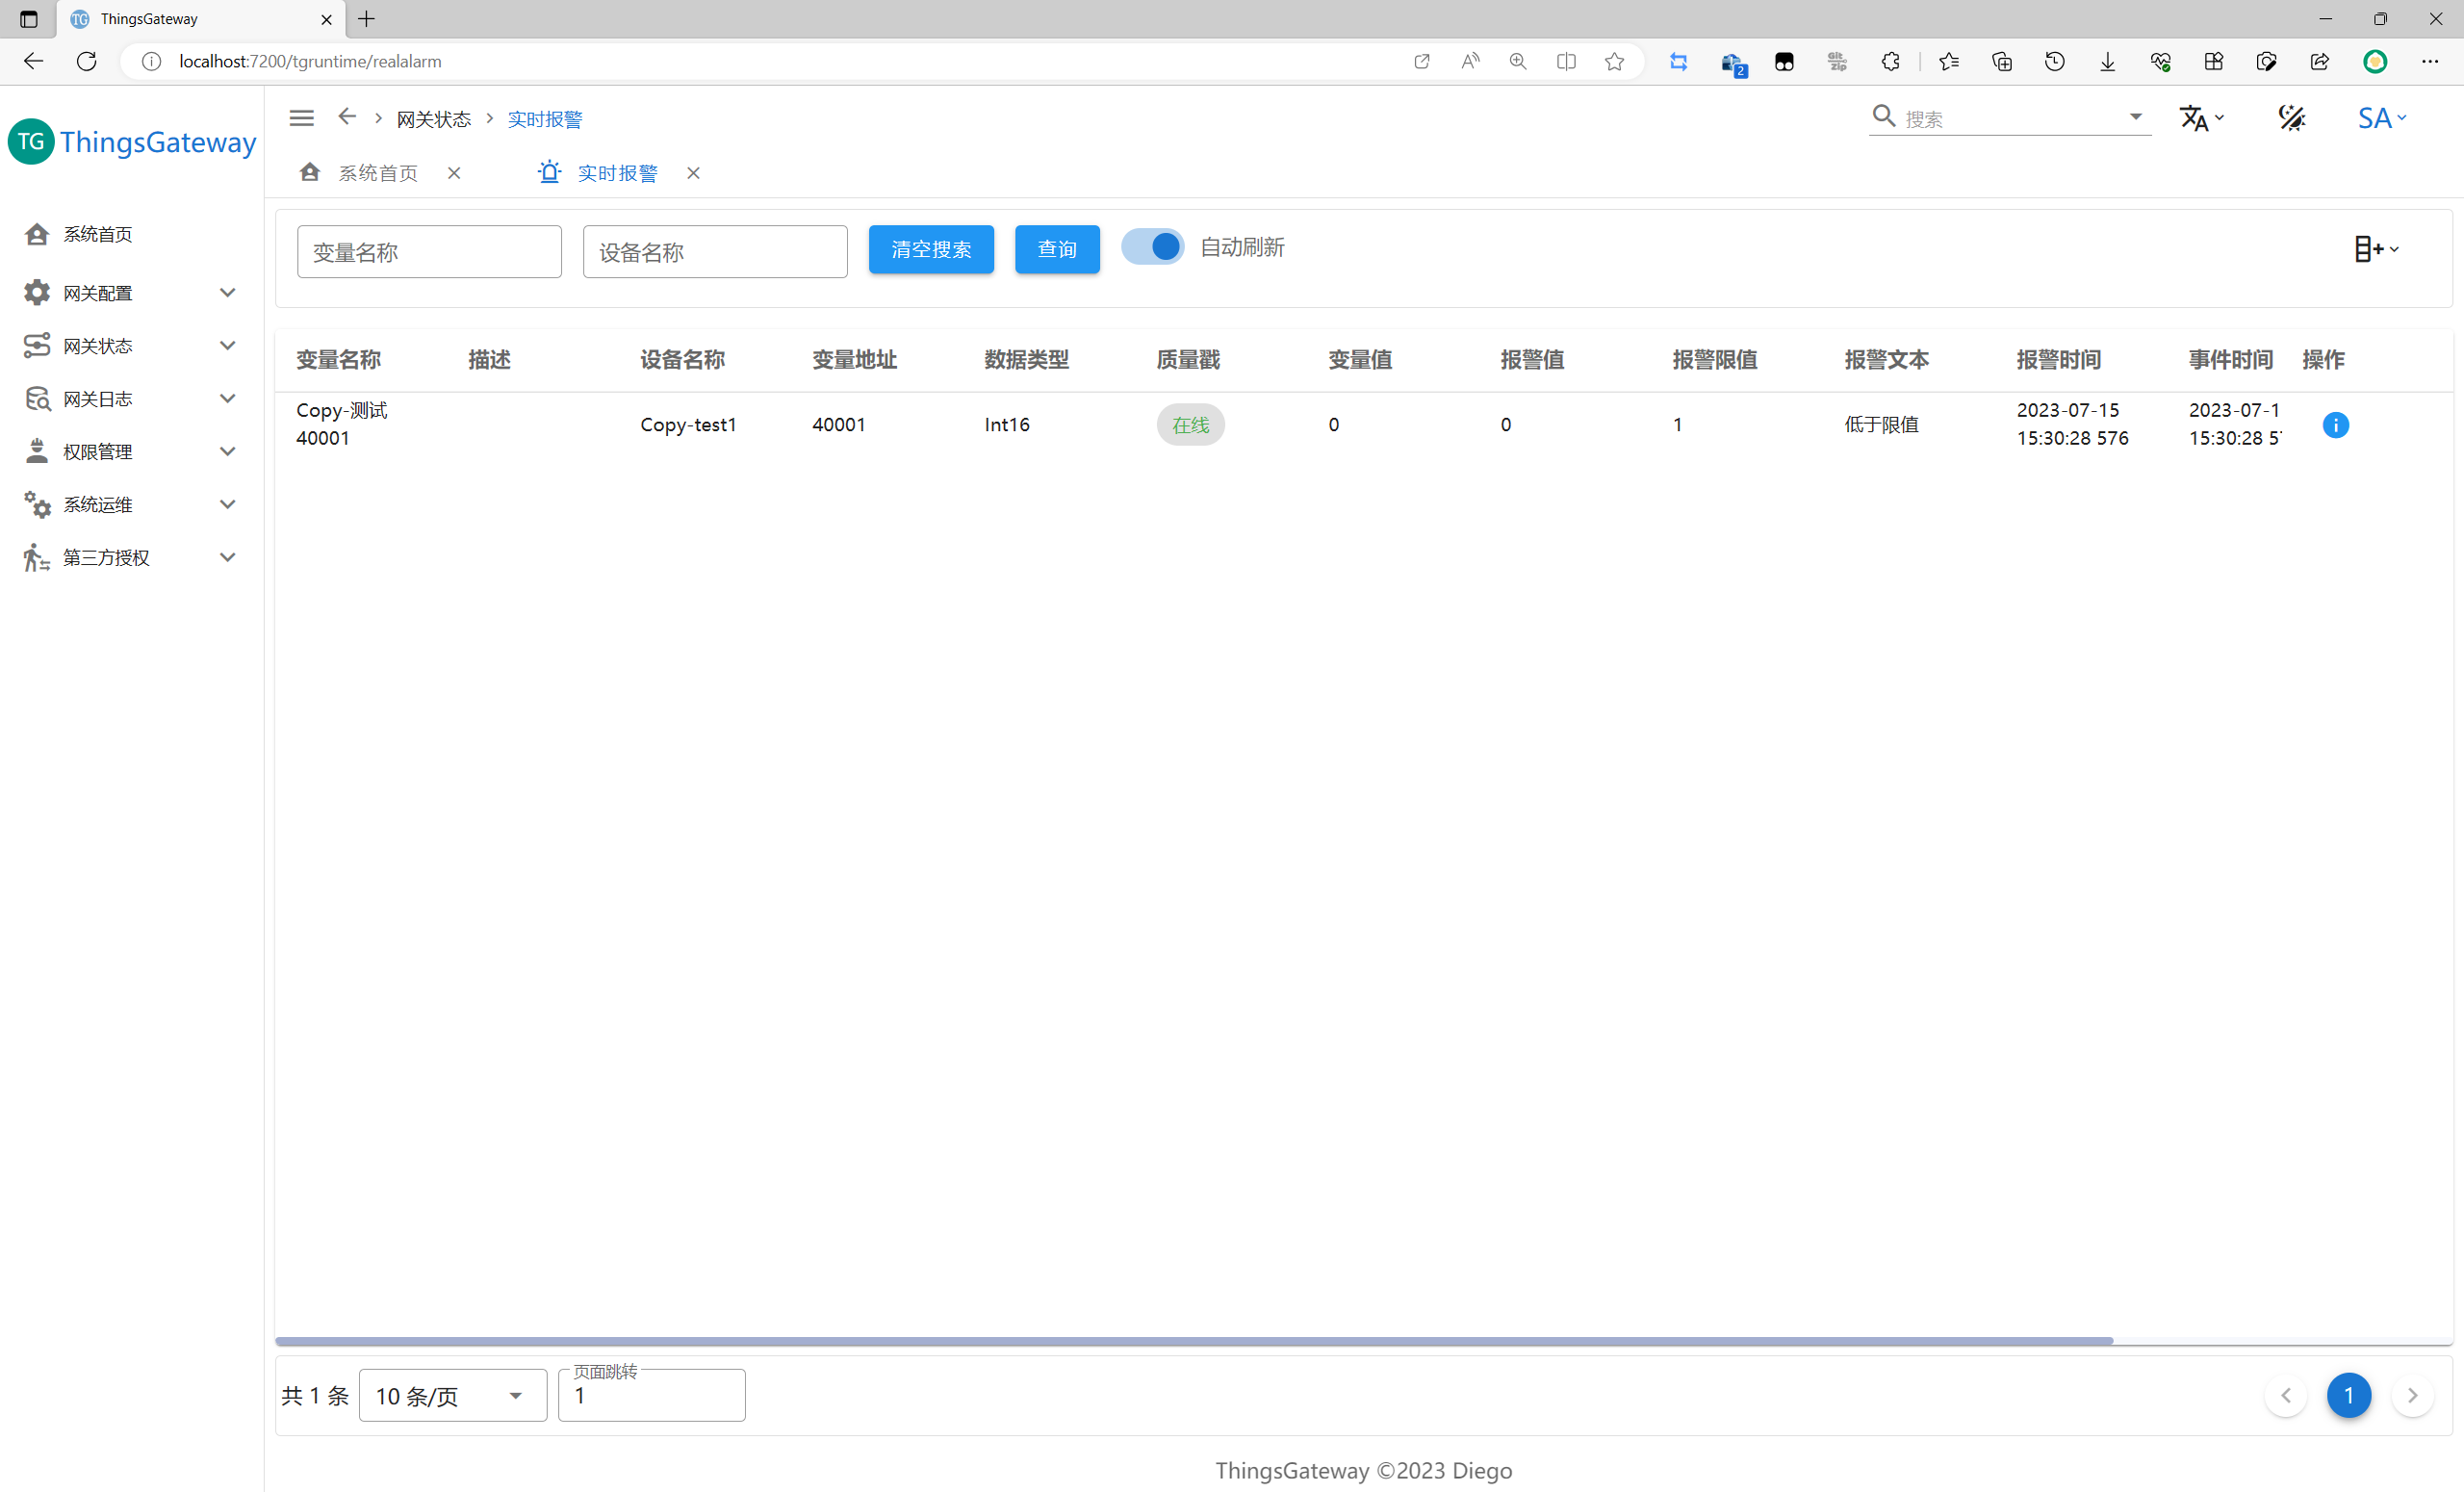 ThingsGateway
localhost:7200/tgruntime/realalarm
2
TG ThingsGateway
网关状态 实时报警
搜索
SA
系统首页 实时报警
系统首页
网关配置
网关状态
网关日志
权限管理
系统运维
第三方授权
变量名称 设备名称 清空搜索 查询 自动刷新
变量名称 描述 设备名称 变量地址 数据类型 质量戳 变量值 报警值 报警限值 报警文本 报警时间 事件时间 操作
Copy-测试 2023-07-15 2023-07-1
Copy-test1 40001 Int16 在线 0 0 1 低于限值
40001 15:30:28 576 15:30:28 5
页面跳转
共 1 条 10 条/页 1 1
ThingsGateway ©2023 Diego